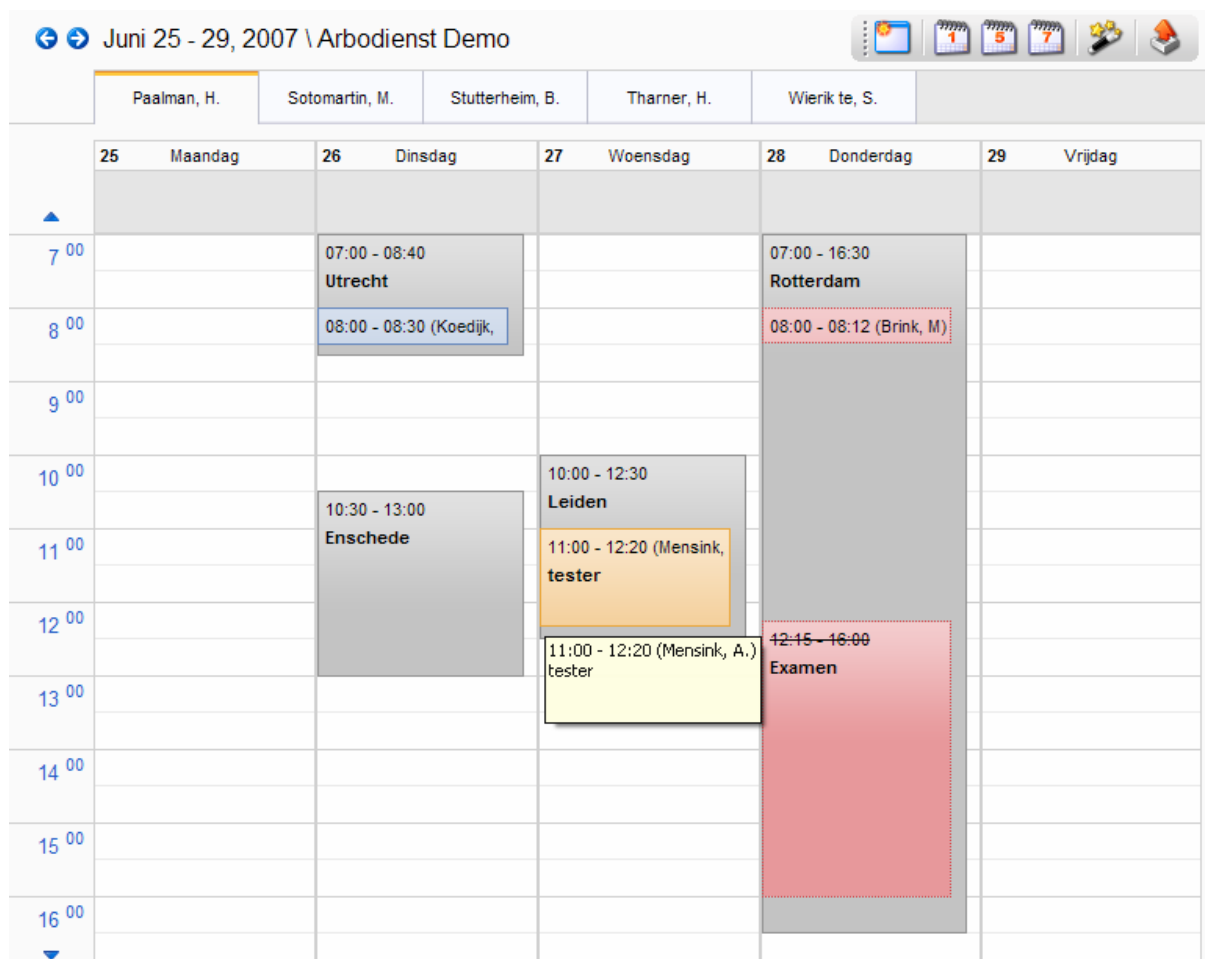 Juni 25 - 29, 2007 \ Arbodienst Demo
1 5 7
Paalman, H. Sotomartin, M. Stutterheim, B. Tharner, H. Wierik te, S.
25 Maandag 26 Dinsdag 27 Woensdag 28 Donderdag 29 Vrijdag
7 00
07:00 - 08:40
Utrecht
07:00 - 16:30
Rotterdam
8 00
08:00 - 08:30 (Koedijk,
08:00 - 08:12 (Brink, M)
9 00
10 00
10:00 - 12:30
Leiden
10:30 - 13:00
Enschede
11 00
11:00 - 12:20 (Mensink,
tester
12 00
12:15 - 16:00
Examen
11:00 - 12:20 (Mensink, A.)
tester
13 00
14 00
15 00
16 00